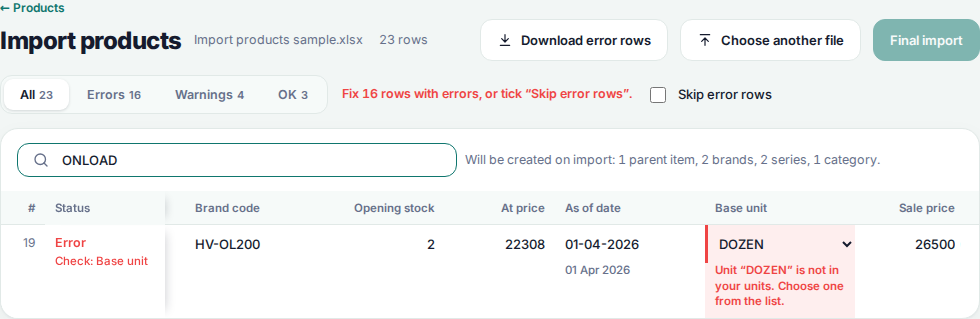 ← Products
Import products Import products sample.xlsx 23 rows Download error rows Choose another file Final import
All 23 Errors 16 Warnings 4 OK 3 Fix 16 rows with errors, or tick “Skip error rows”. Skip error rows
ONLOAD Will be created on import: 1 parent item, 2 brands, 2 series, 1 category.
# Status Brand code Opening stock At price As of date Base unit Sale price
19 Error HV-OL200 2 22308 01-04-2026 DOZEN 26500
Check: Base unit 01 Apr 2026 Unit “DOZEN” is not in
your units. Choose one
from the list.